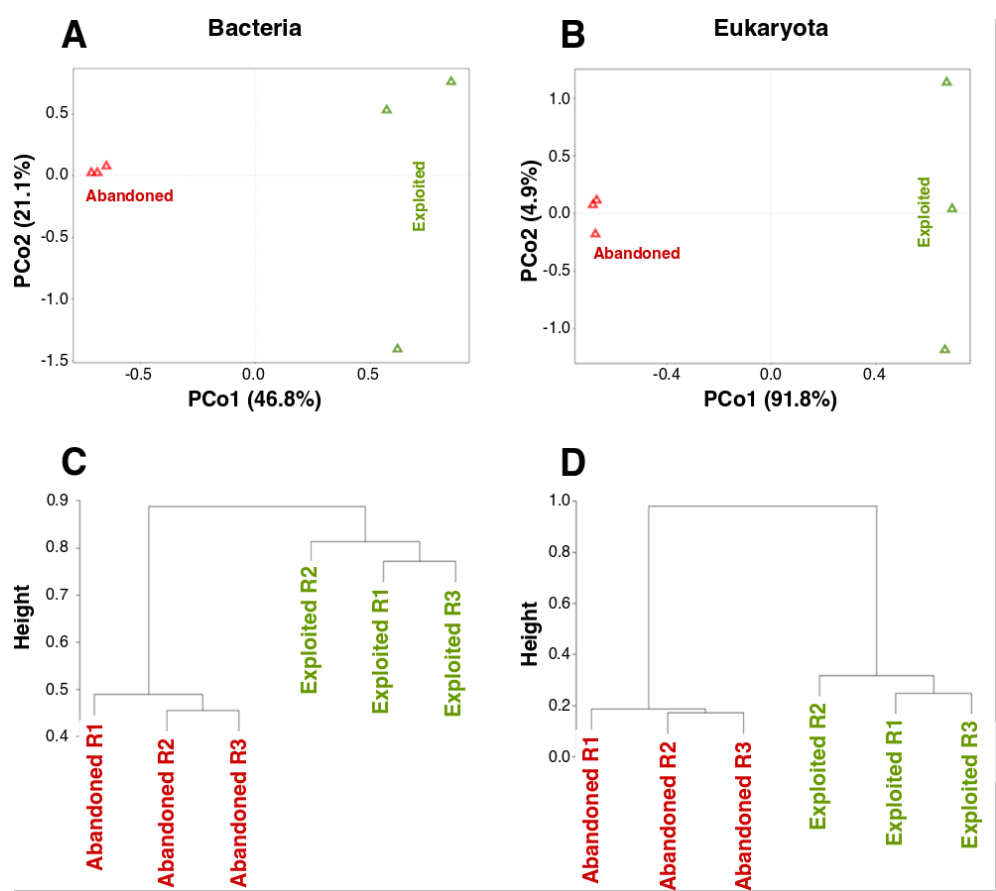 A
Bacteria
0.5
0.0
-0.5
-1.0
-1.5
PCo2 (21.1%)
Abandoned
Exploited
-0.5
0.0
0.5
PCo1 (46.8%)
B
Eukaryota
1.0
0.5
0.0
-0.5
-1.0
PCo2 (4.9%)
Abandoned
Exploited
-0.4
0.0
0.4
PCo1 (91.8%)
C
0.9
0.8
0.7
0.6
0.5
0.4
Height
Abandoned R1
Abandoned R2
Abandoned R3
Exploited R2
Exploited R1
Exploited R3
D
1.0
0.8
0.6
0.4
0.2
0.0
Height
Abandoned R1
Abandoned R2
Abandoned R3
Exploited R2
Exploited R1
Exploited R3